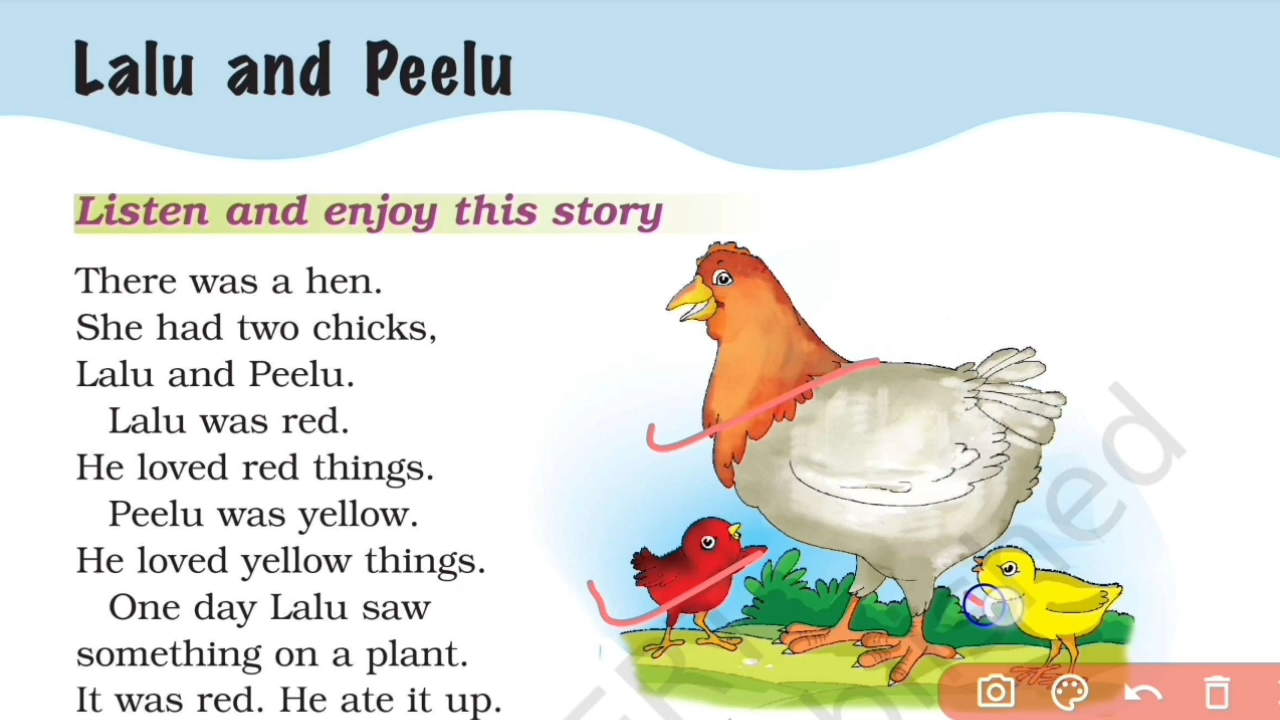 Lalu and Peelu
Listen and enjoy this story
There was a hen.
She had two chicks,
Lalu and Peelu.
Lalu was red.
He loved red things.
Peelu was yellow.
He loved yellow things.
One day Lalu saw
something on a plant.
It was red. He ate it up.